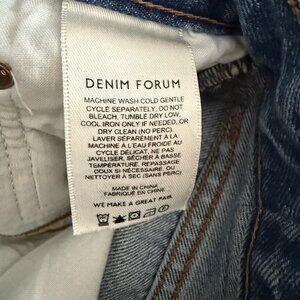 DENIM FORUM
MACHINE WASH COLD GENTLE
CYCLE SEPARATELY, DO NOT
BLEACH, TUMBLE DRY LOW,
COOL IRON ONLY IF NEEDED, OR
DRY CLEAN (NO PERC).
LAVER SÉPARÉMENT À LA
MACHINE À L'EAU FROIDE AU
CYCLE DÉLICAT, NE PAS
JAVELISER, SÉCHER À BASSE
TEMPÉRATURE, REPASSAGE
DOUX SI NÉCESSAIRE, OU
NETTOYER À SEC (SANS PERC).
MADE IN CHINA
FABRIQUÉ EN CHINE
WE MAKE A GREAT PAIR.